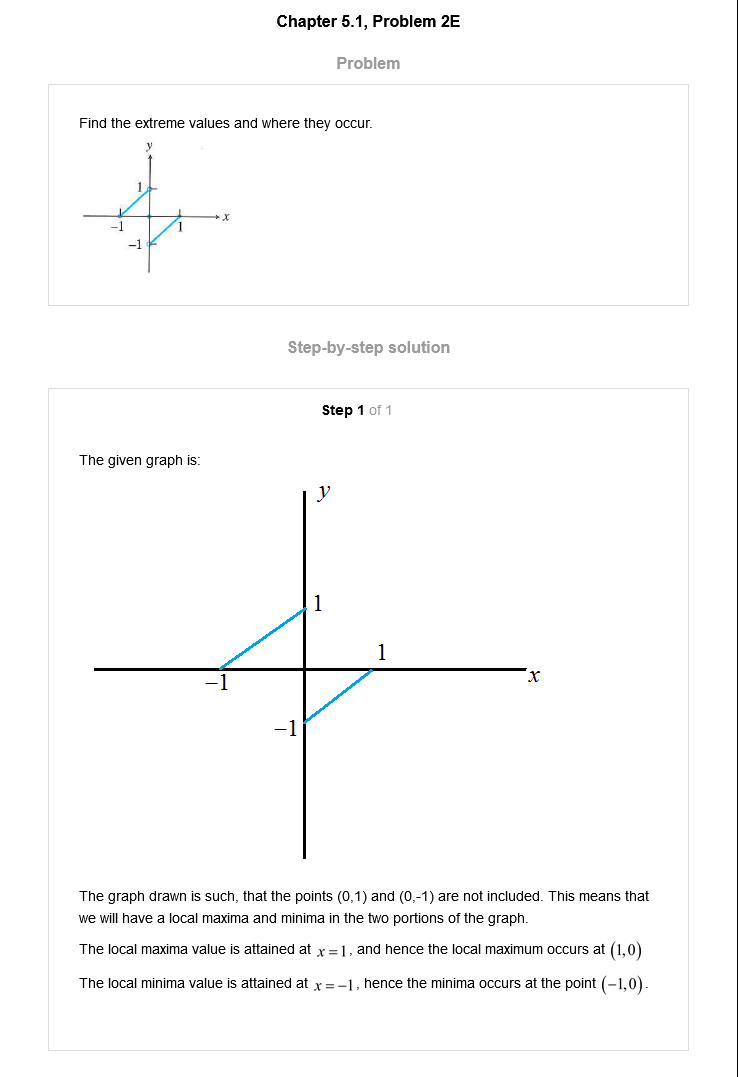 Chapter 5.1, Problem 2E
Problem
Find the extreme values and where they occur.
y
1
x
−1
1
−1
Step-by-step solution
Step 1 of 1
The given graph is:
y
1
1
−1
x
−1
The graph drawn is such, that the points (0,1) and (0,-1) are not included. This means that
we will have a local maxima and minima in the two portions of the graph.
The local maxima value is attained at x = 1, and hence the local maximum occurs at (1,0)
The local minima value is attained at x = −1, hence the minima occurs at the point (−1,0).